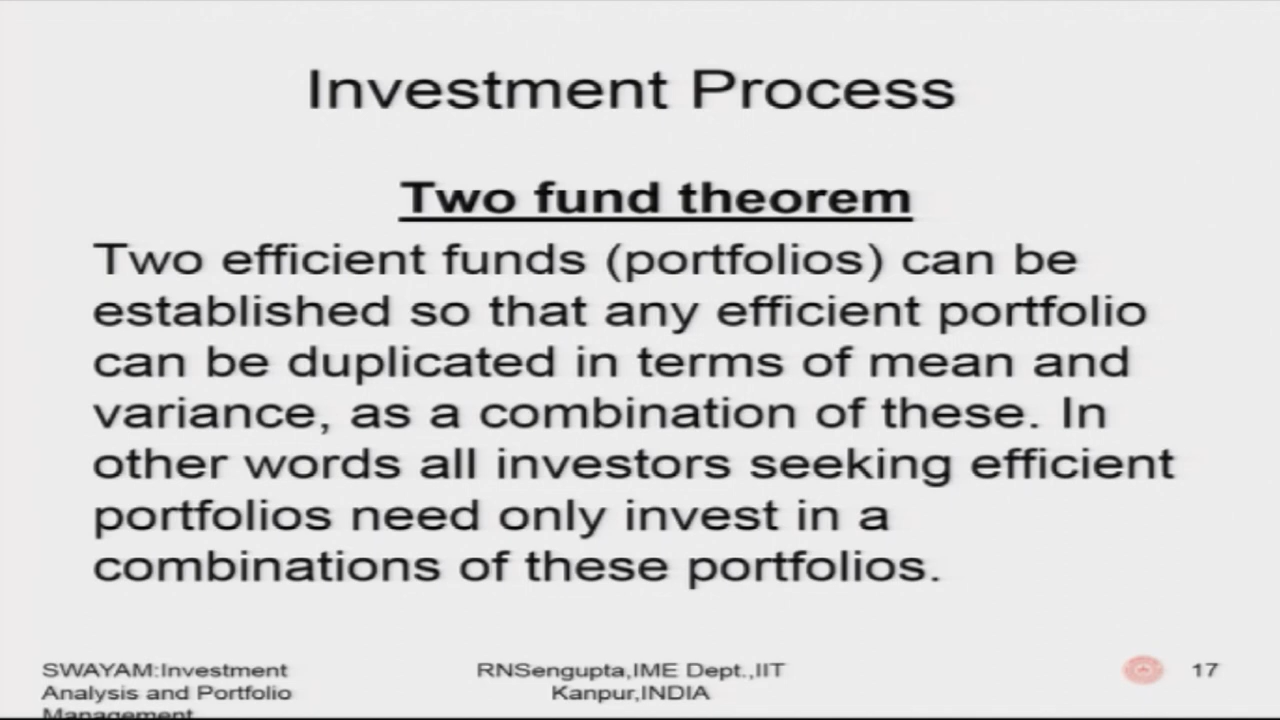 Investment Process
Two fund theorem
Two efficient funds (portfolios) can be
established so that any efficient portfolio
can be duplicated in terms of mean and
variance, as a combination of these. In
other words all investors seeking efficient
portfolios need only invest in a
combinations of these portfolios.
SWAYAM:Investment
Analysis and Portfolio
Management
RNSengupta,IME Dept.,IIT
Kanpur,INDIA
17